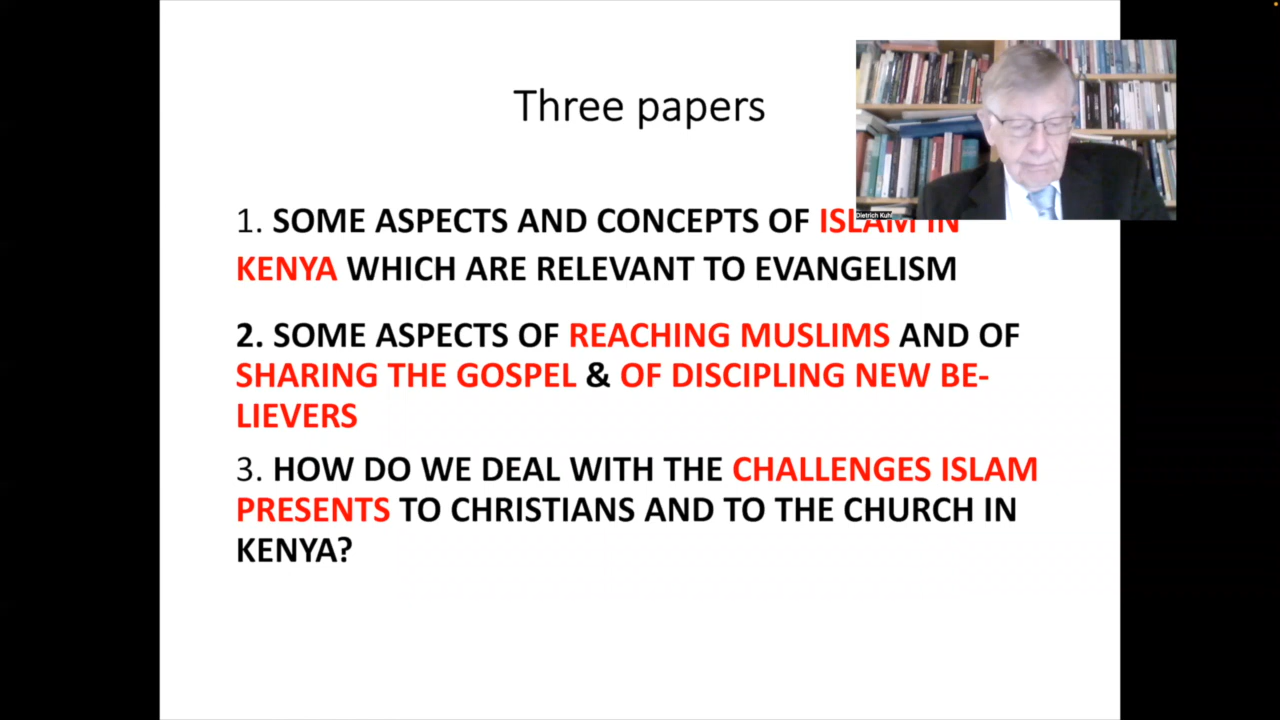 Three papers
1. SOME ASPECTS AND CONCEPTS OF ISLAM IN
KENYA WHICH ARE RELEVANT TO EVANGELISM
2. SOME ASPECTS OF REACHING MUSLIMS AND OF
SHARING THE GOSPEL & OF DISCIPLING NEW BE-
LIEVERS
3. HOW DO WE DEAL WITH THE CHALLENGES ISLAM
PRESENTS TO CHRISTIANS AND TO THE CHURCH IN
KENYA?
Dietrich Kuhl